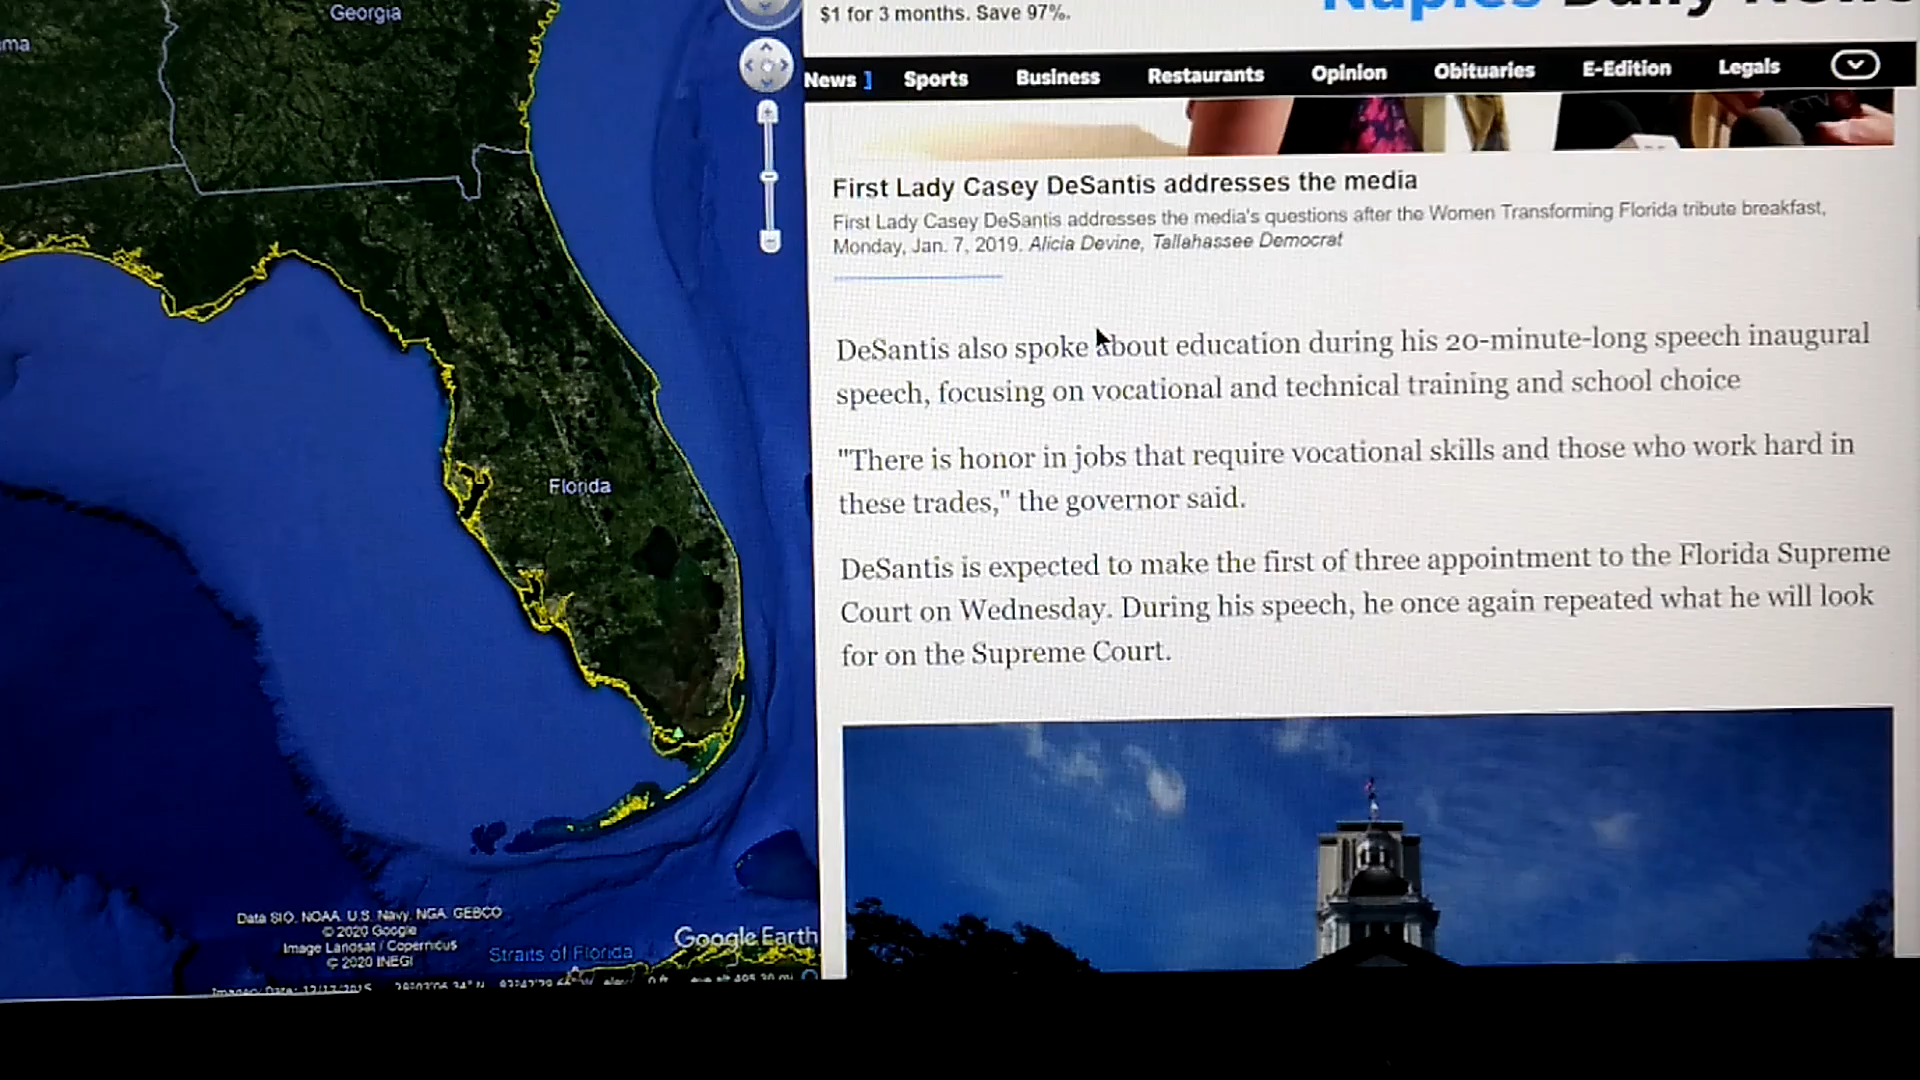 Georgia
ma
Florida
Data SIO, NOAA, U.S. Navy, NGA, GEBCO
© 2020 Google
Image Landsat / Copernicus
© 2020 INEGI
Straits of Florida
Google Earth
$1 for 3 months. Save 97%.
Naples Daily News
News ] Sports Business Restaurants Opinion Obituaries E-Edition Legals
First Lady Casey DeSantis addresses the media
First Lady Casey DeSantis addresses the media's questions after the Women Transforming Florida tribute breakfast,
Monday, Jan. 7, 2019. Alicia Devine, Tallahassee Democrat
DeSantis also spoke about education during his 20-minute-long speech inaugural
speech, focusing on vocational and technical training and school choice
"There is honor in jobs that require vocational skills and those who work hard in
these trades," the governor said.
DeSantis is expected to make the first of three appointment to the Florida Supreme
Court on Wednesday. During his speech, he once again repeated what he will look
for on the Supreme Court.